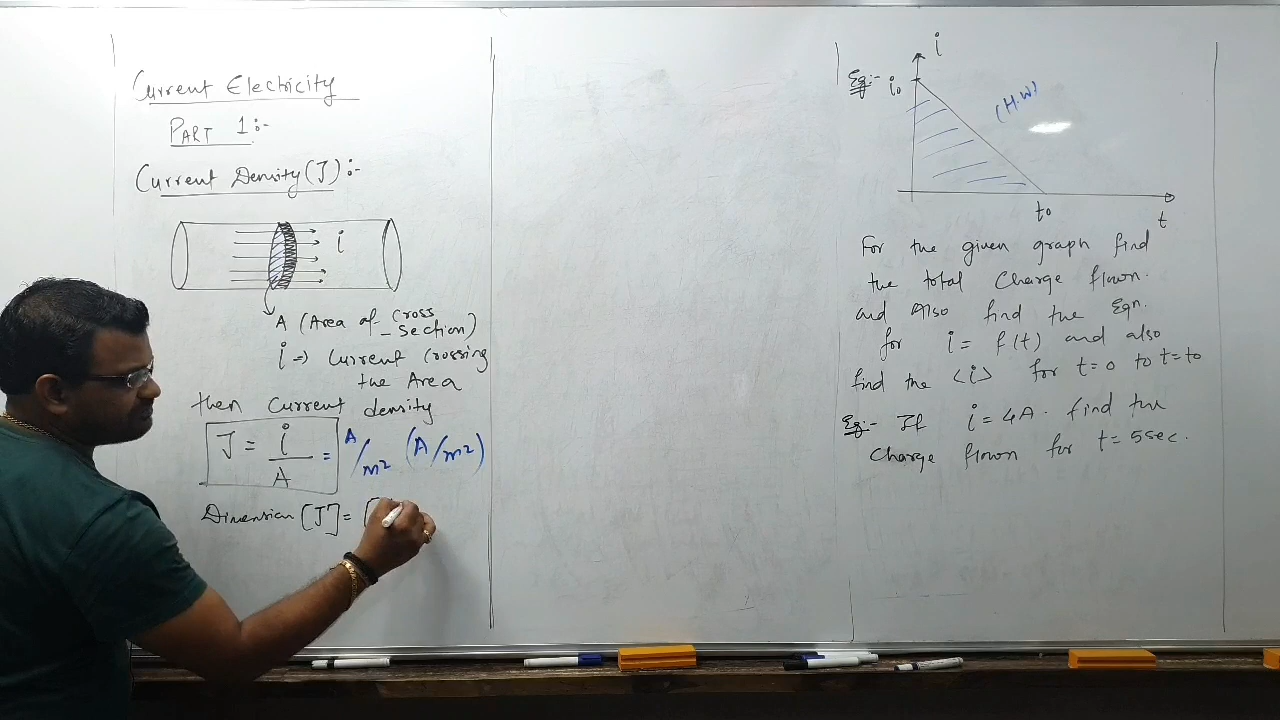 Current Electricity
PART 1:-
Current Density (J):-
i
A (Area of Cross
Section)
i => Current Crossing
the Area
then Current density
J = i/A = A/m² (A/m²)
Dimension [J] = [
i
Eg:- i₀
(H.W)
t₀
t
For the given graph find
the total Charge flown.
and Also find the Eqn.
for i = f(t) and also
find the <i> for t=0 to t=t₀
Eg:- If i = 4A. find the
Charge flown for t=5sec.